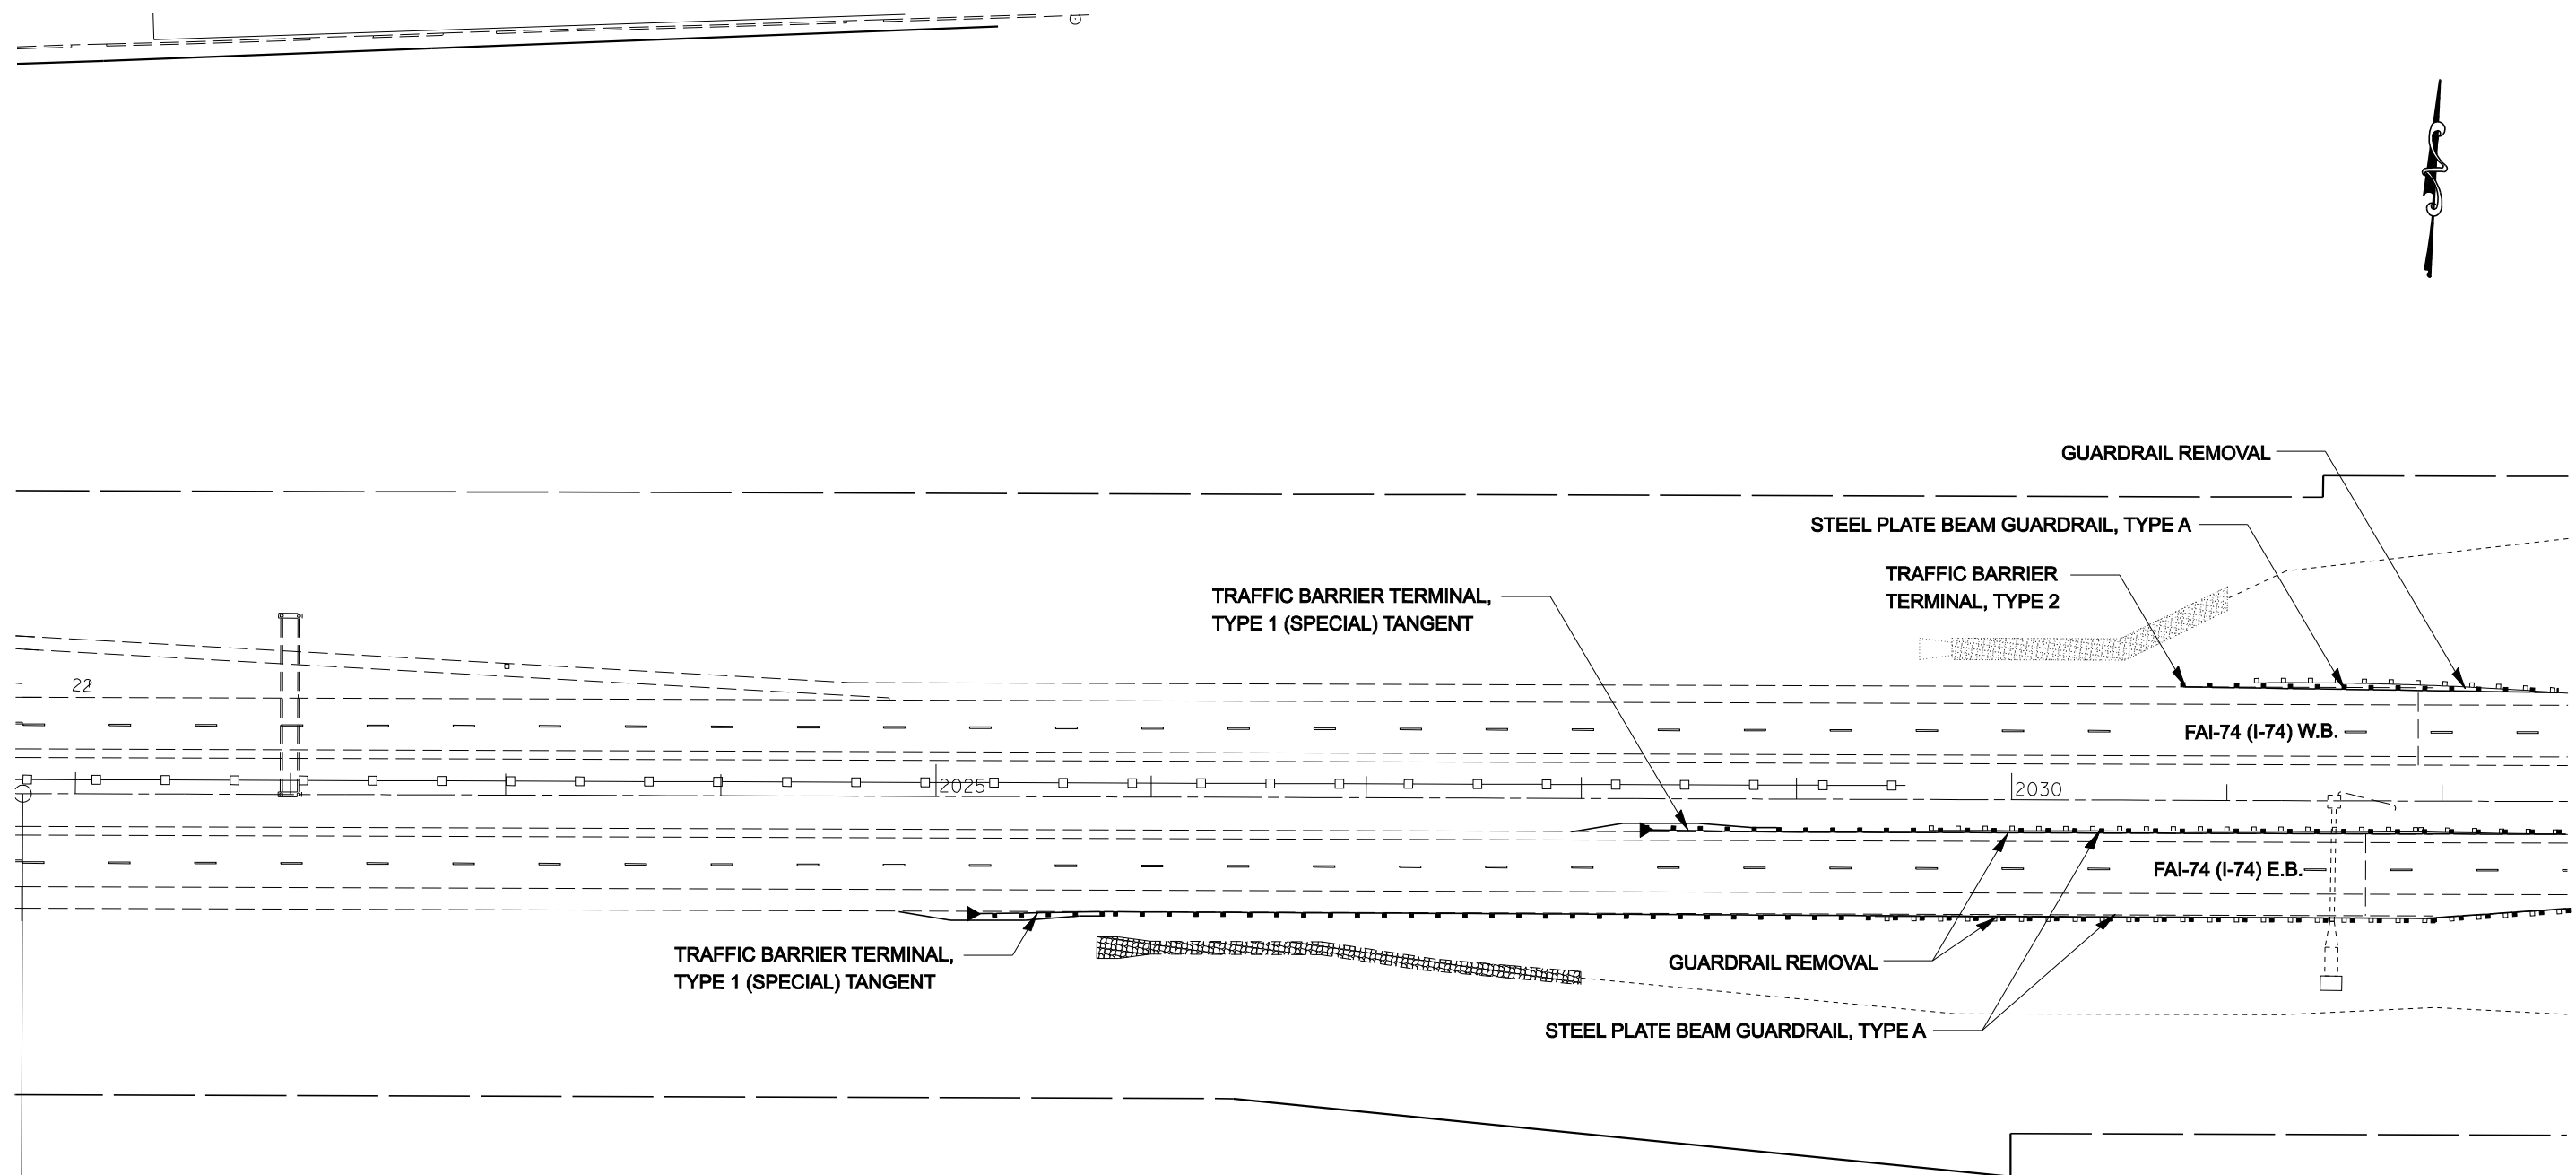 GUARDRAIL REMOVAL
STEEL PLATE BEAM GUARDRAIL, TYPE A
TRAFFIC BARRIER
TERMINAL, TYPE 2
TRAFFIC BARRIER TERMINAL,
TYPE 1 (SPECIAL) TANGENT
22
FAI-74 (I-74) W.B.
2025
2030
FAI-74 (I-74) E.B.
TRAFFIC BARRIER TERMINAL,
TYPE 1 (SPECIAL) TANGENT
GUARDRAIL REMOVAL
STEEL PLATE BEAM GUARDRAIL, TYPE A